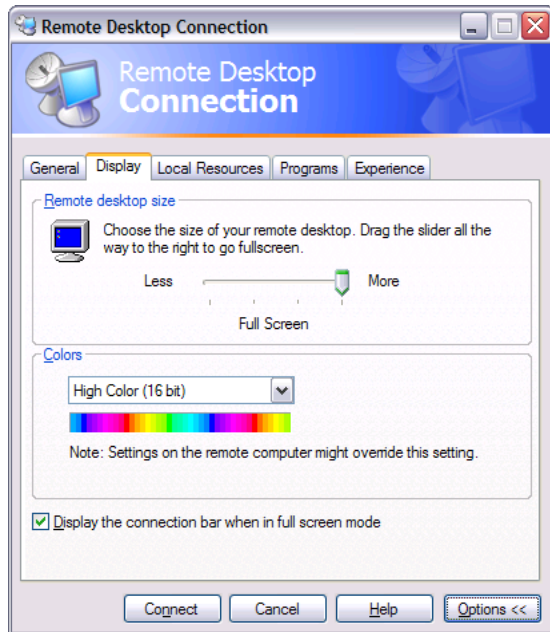 Remote Desktop Connection
Remote Desktop
Connection
General Display Local Resources Programs Experience
Remote desktop size
Choose the size of your remote desktop. Drag the slider all the
way to the right to go fullscreen.
Less More
Full Screen
Colors
High Color (16 bit)
Note: Settings on the remote computer might override this setting.
Display the connection bar when in full screen mode
Connect Cancel Help Options <<